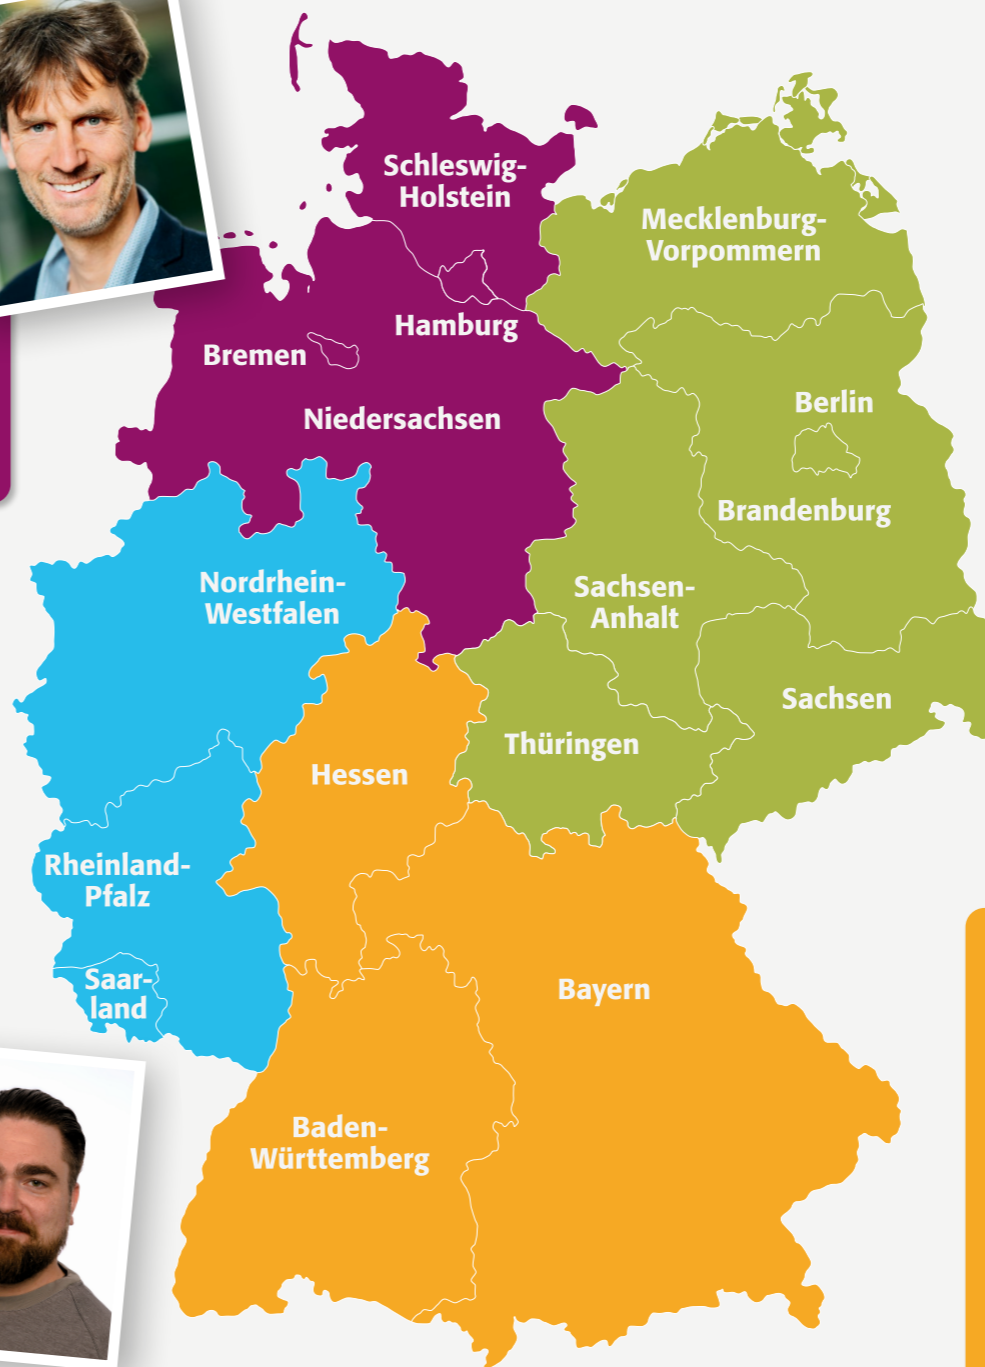 Schleswig-
Holstein
Mecklenburg-
Vorpommern
Hamburg
Bremen
Berlin
Niedersachsen
Brandenburg
Nordrhein-
Westfalen
Sachsen-
Anhalt
Sachsen
Thüringen
Hessen
Rheinland-
Pfalz
Saar-
land
Bayern
Baden-
Württemberg